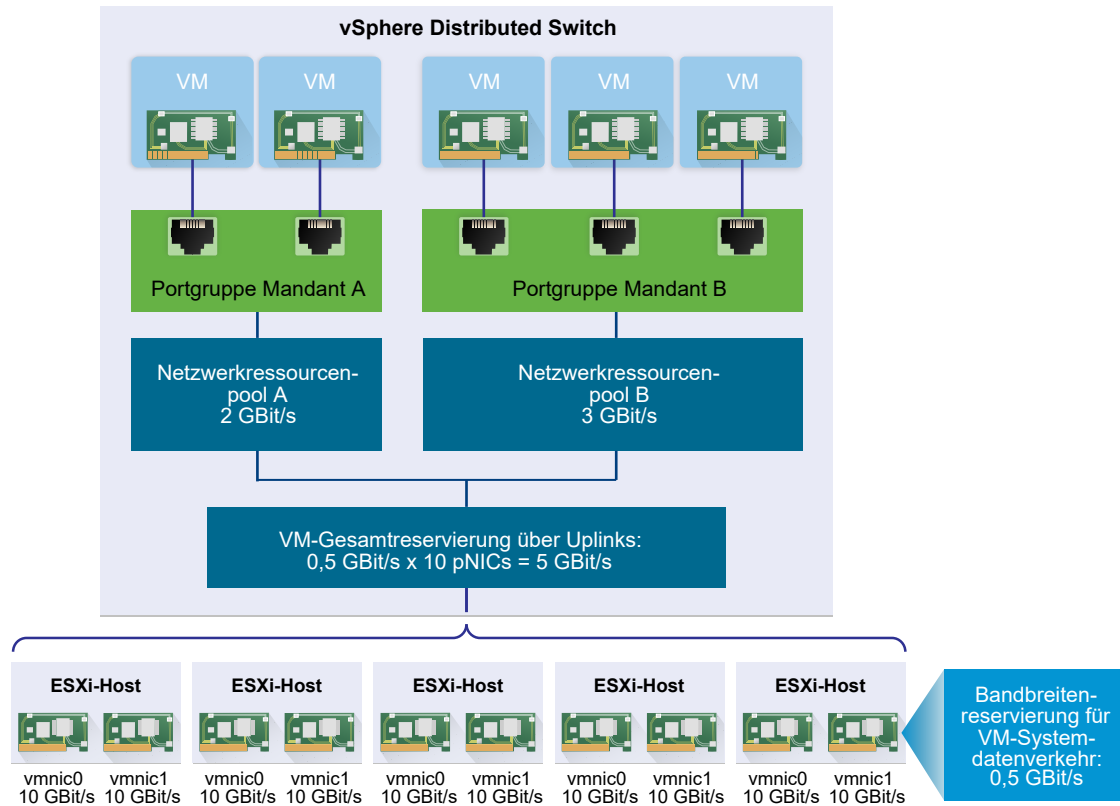 vSphere Distributed Switch
VM
VM
VM
VM
VM
Portgruppe Mandant A
Portgruppe Mandant B
Netzwerkressourcen-
pool A
2 GBit/s
Netzwerkressourcen-
pool B
3 GBit/s
VM-Gesamtreservierung über Uplinks:
0,5 GBit/s x 10 pNICs = 5 GBit/s
ESXi-Host
vmnic0
10 GBit/s
vmnic1
10 GBit/s
ESXi-Host
vmnic0
10 GBit/s
vmnic1
10 GBit/s
ESXi-Host
vmnic0
10 GBit/s
vmnic1
10 GBit/s
ESXi-Host
vmnic0
10 GBit/s
vmnic1
10 GBit/s
ESXi-Host
vmnic0
10 GBit/s
vmnic1
10 GBit/s
Bandbreiten-
reservierung für
VM-System-
datenverkehr:
0,5 GBit/s